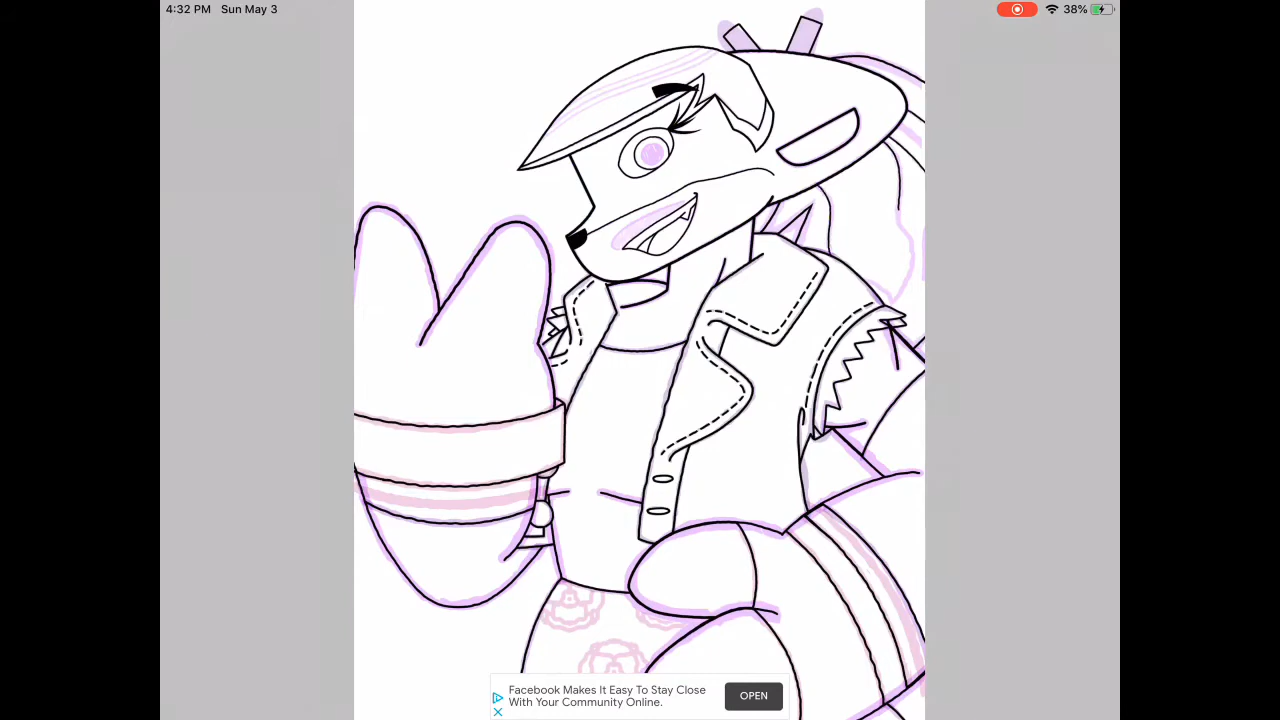 4:32 PM Sun May 3
38%
Facebook Makes It Easy To Stay Close
With Your Community Online.
OPEN